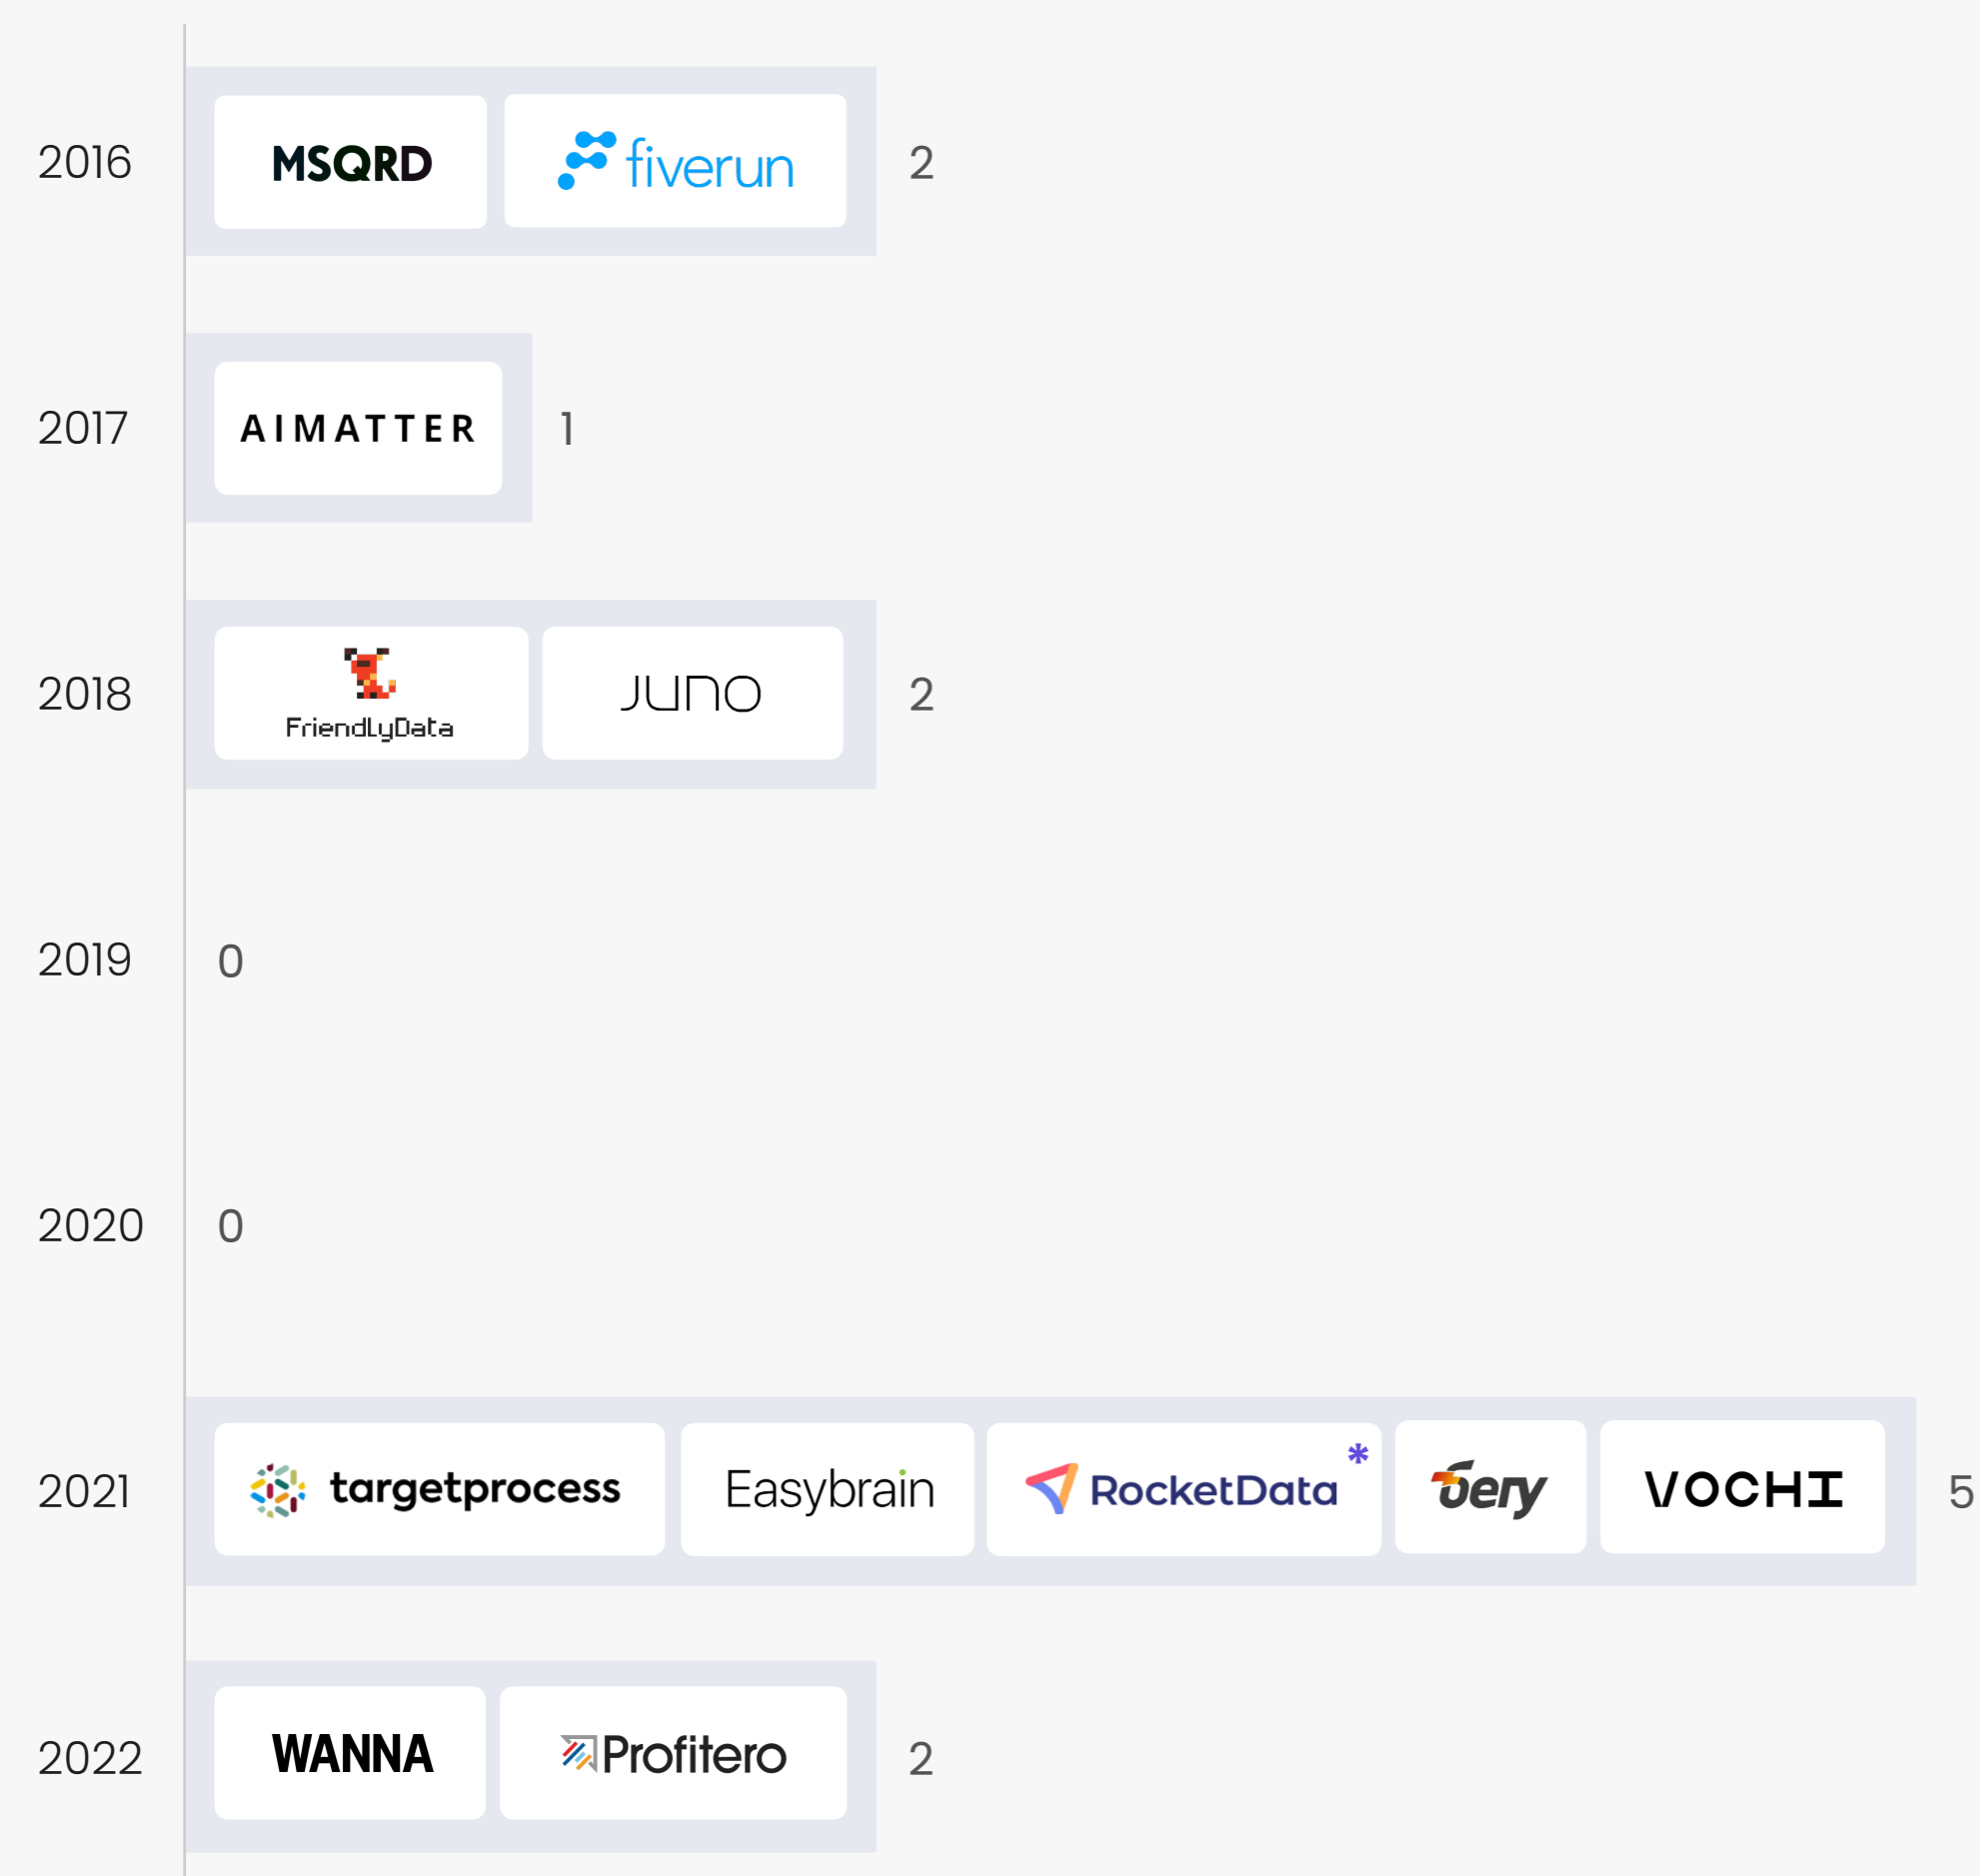 2016 MSQRD fiverun 2
2017 AIMATTER 1
2018 FriendlyData JUNO 2
2019 0
2020 0
2021 targetprocess Easybrain RocketData* 5ery VOCHI 5
2022 WANNA Profitero 2